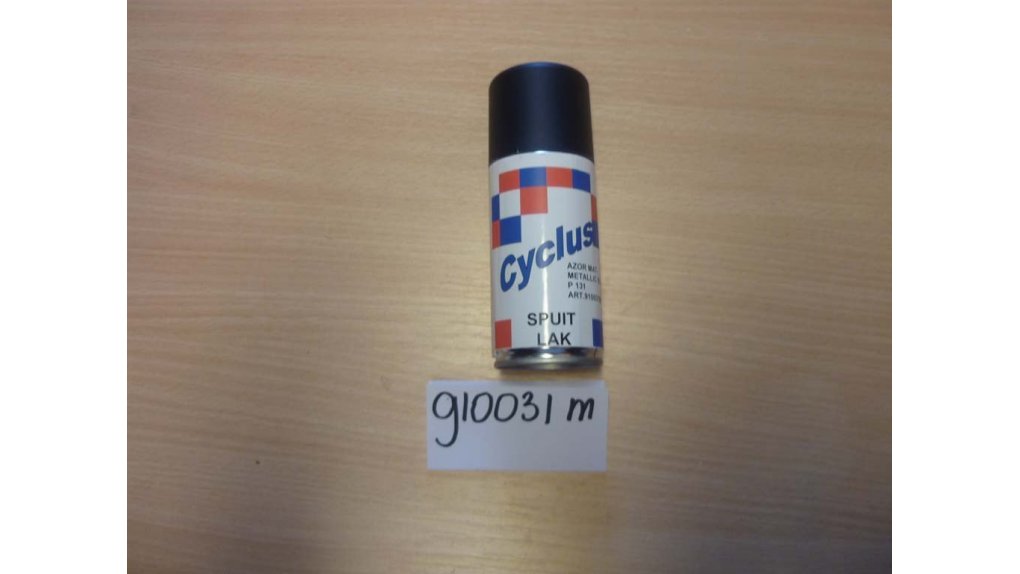 Cyclus
AZOR MAT
METALLIC
P 131
SPUIT
LAK
910031 m